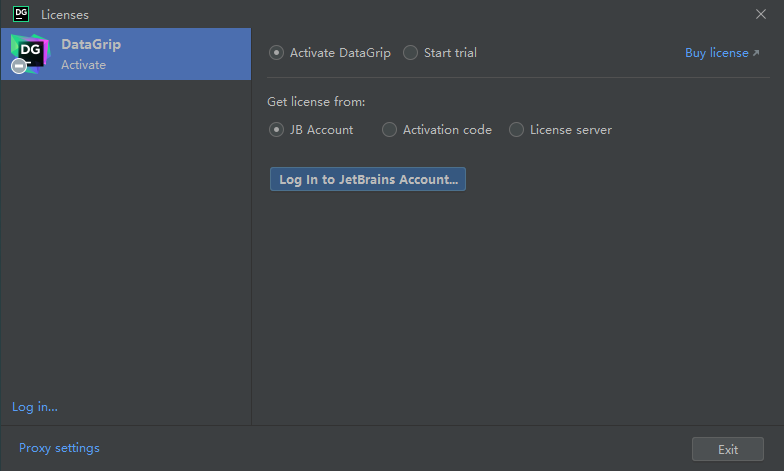 DG Licenses
DG DataGrip
Activate
Activate DataGrip Start trial Buy license
Get license from:
JB Account Activation code License server
Log In to JetBrains Account...
Log in...
Proxy settings Exit